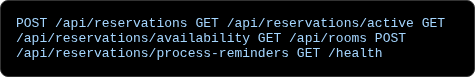 POST /api/reservations GET /api/reservations/active GET
/api/reservations/availability GET /api/rooms POST
/api/reservations/process-reminders GET /health